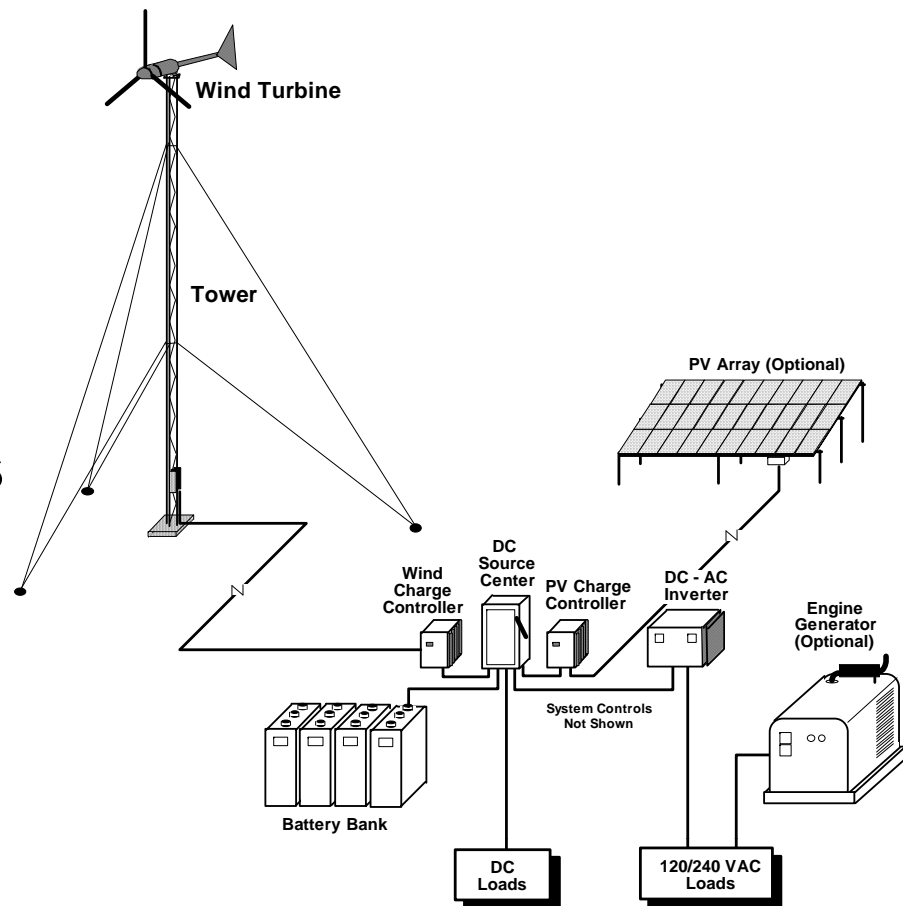 Wind Turbine
Tower
PV Array (Optional)
Wind
Charge
Controller
DC
Source
Center
PV Charge
Controller
DC - AC
Inverter
Engine
Generator
(Optional)
System Controls
Not Shown
Battery Bank
DC
Loads
120/240 VAC
Loads